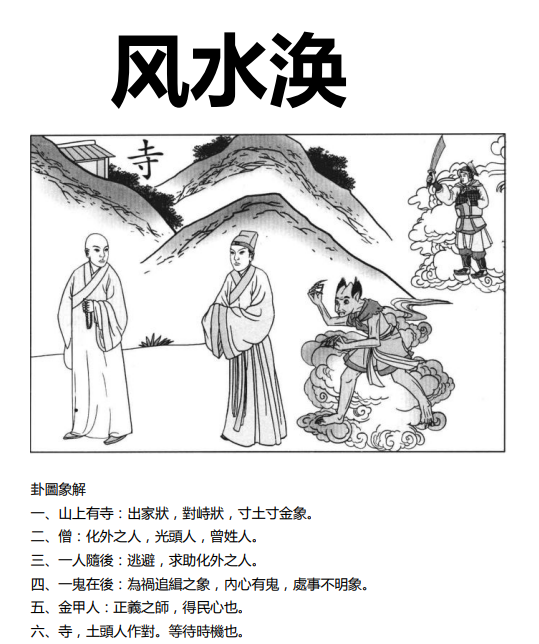 风水涣
寺
卦圖象解
一、山上有寺：出家狀，對峙狀，寸土寸金象。
二、僧：化外之人，光頭人，曾姓人。
三、一人隨後：逃避，求助化外之人。
四、一鬼在後：為禍追緝之象，內心有鬼，處事不明象。
五、金甲人：正義之師，得民心也。
六、寺，土頭人作對。等待時機也。